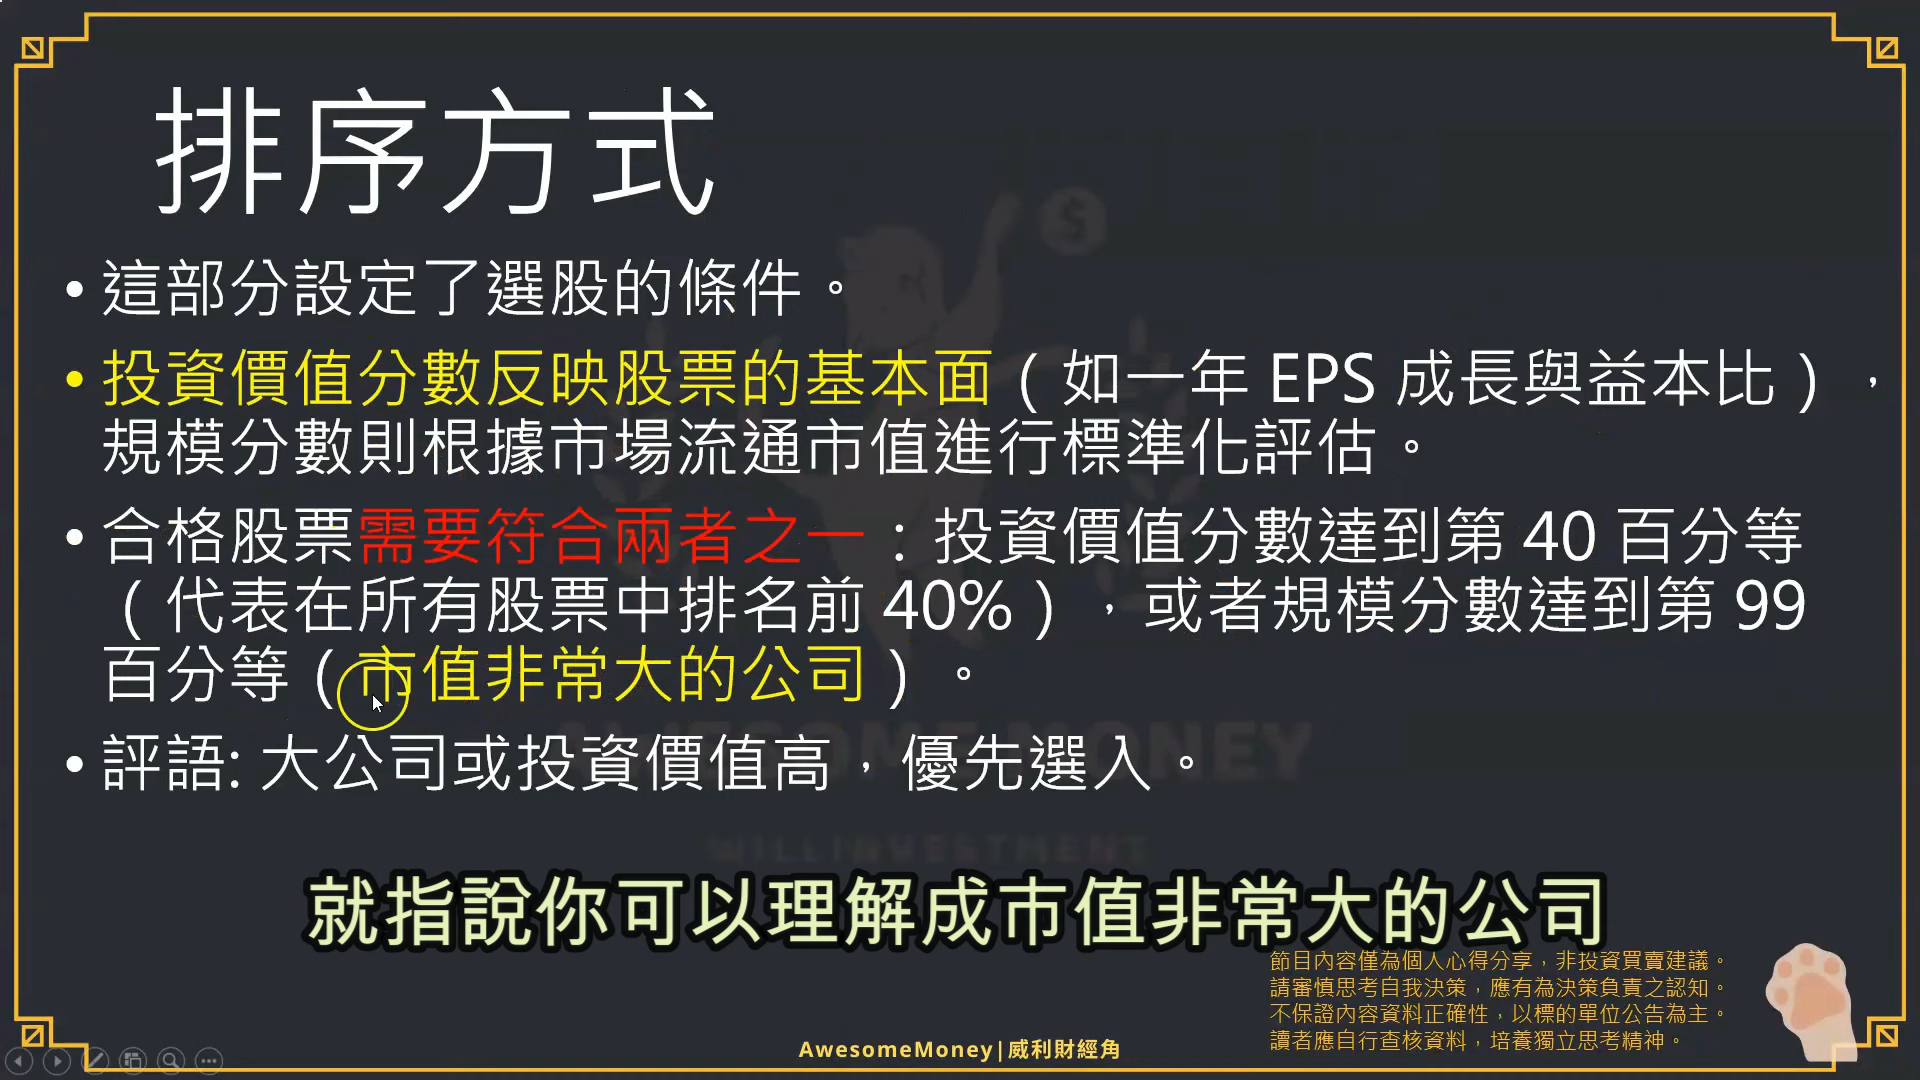 排序方式
• 這部分設定了選股的條件。
• 投資價值分數反映股票的基本面（如一年 EPS 成長與益本比），
規模分數則根據市場流通市值進行標準化評估。
• 合格股票需要符合兩者之一：投資價值分數達到第 40 百分等
（代表在所有股票中排名前 40%），或者規模分數達到第 99
百分等（市值非常大的公司）。
• 評語: 大公司或投資價值高，優先選入。
AWESOME MONEY
WILLINVESTMENT
就指說你可以理解成市值非常大的公司
節目內容僅為個人心得分享，非投資買賣建議。
請審慎思考自我決策，應有為決策負責之認知。
不保證內容資料正確性，以標的單位公告為主。
讀者應自行查核資料，培養獨立思考精神。
AwesomeMoney|威利財經角